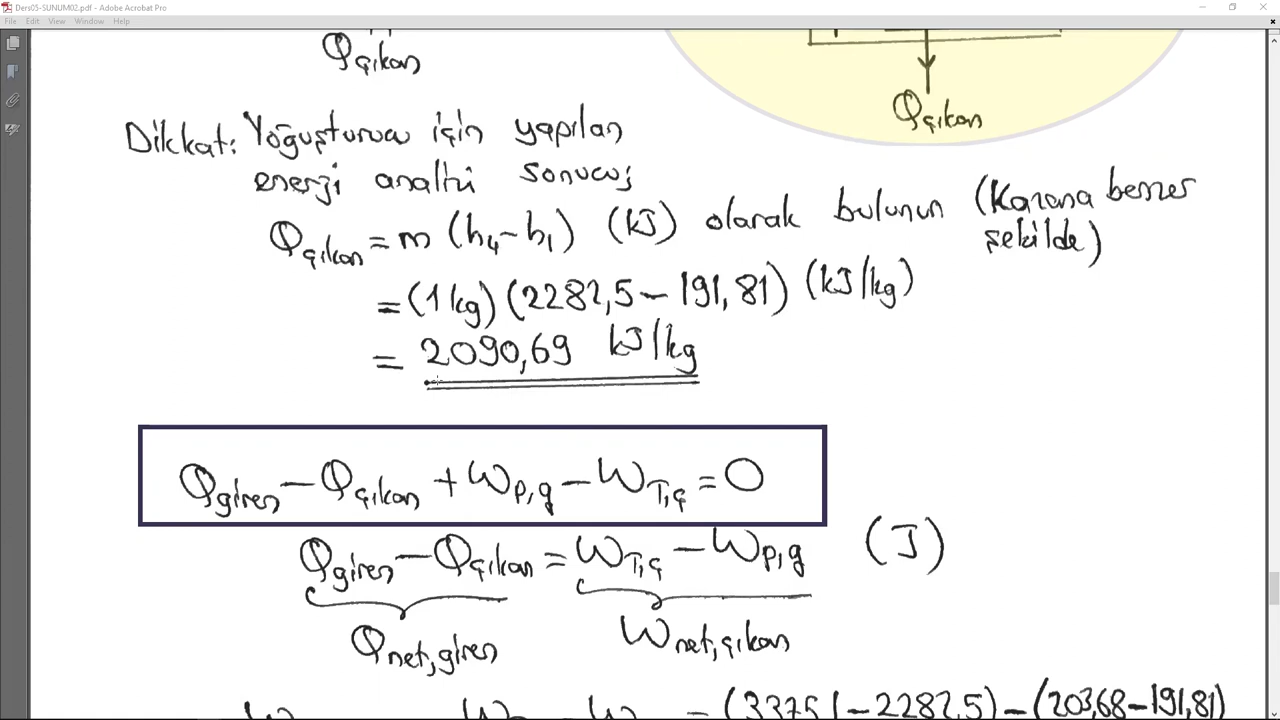 Ders05-SUNUM02.pdf - Adobe Acrobat Pro
File Edit View Window Help
Qçıkan
Qçıkan
Dikkat: Yoğuşturucu için yapılan
enerji analizi sonucu;
Qçıkan = m (h4 - h1) (kJ) olarak bulunur (Kazana benzer
şekilde)
= (1 kg) (2282,5 - 191,81) (kJ/kg)
= 2090,69 kJ/kg
Qgiren - Qçıkan + Wp,g - WT,ç = 0
Qgiren - Qçıkan = WT,ç - Wp,g (J)
Qnet,giren Wnet,çıkan
(3375,1 - 2282,5) - (203,68 - 191,81)